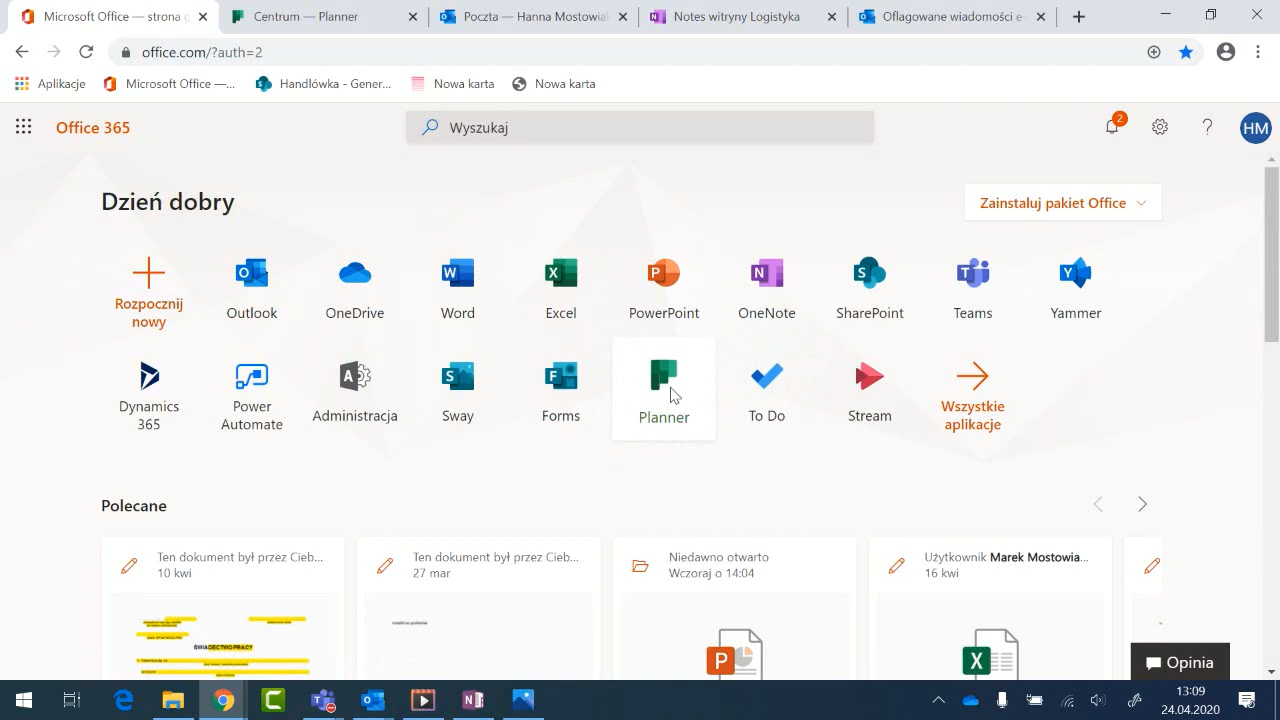 Microsoft Office — strona g
Centrum — Planner
Poczta — Hanna Mostowia
Notes witryny Logistyka
Oflagowane wiadomości e-
office.com/?auth=2
Aplikacje
Microsoft Office —...
Handlówka - Gener...
Nowa karta
Nowa karta
Office 365
Wyszukaj
2
HM
Dzień dobry
Zainstaluj pakiet Office
Rozpocznij
nowy
Outlook
OneDrive
Word
Excel
PowerPoint
OneNote
SharePoint
Teams
Yammer
Dynamics
365
Power
Automate
Administracja
Sway
Forms
Planner
To Do
Stream
Wszystkie
aplikacje
Polecane
Ten dokument był przez Cieb...
10 kwi
Ten dokument był przez Cieb...
27 mar
Niedawno otwarto
Wczoraj o 14:04
Użytkownik Marek Mostowia...
16 kwi
ŚWIADECTWO PRACY
Opinia
13:09
24.04.2020